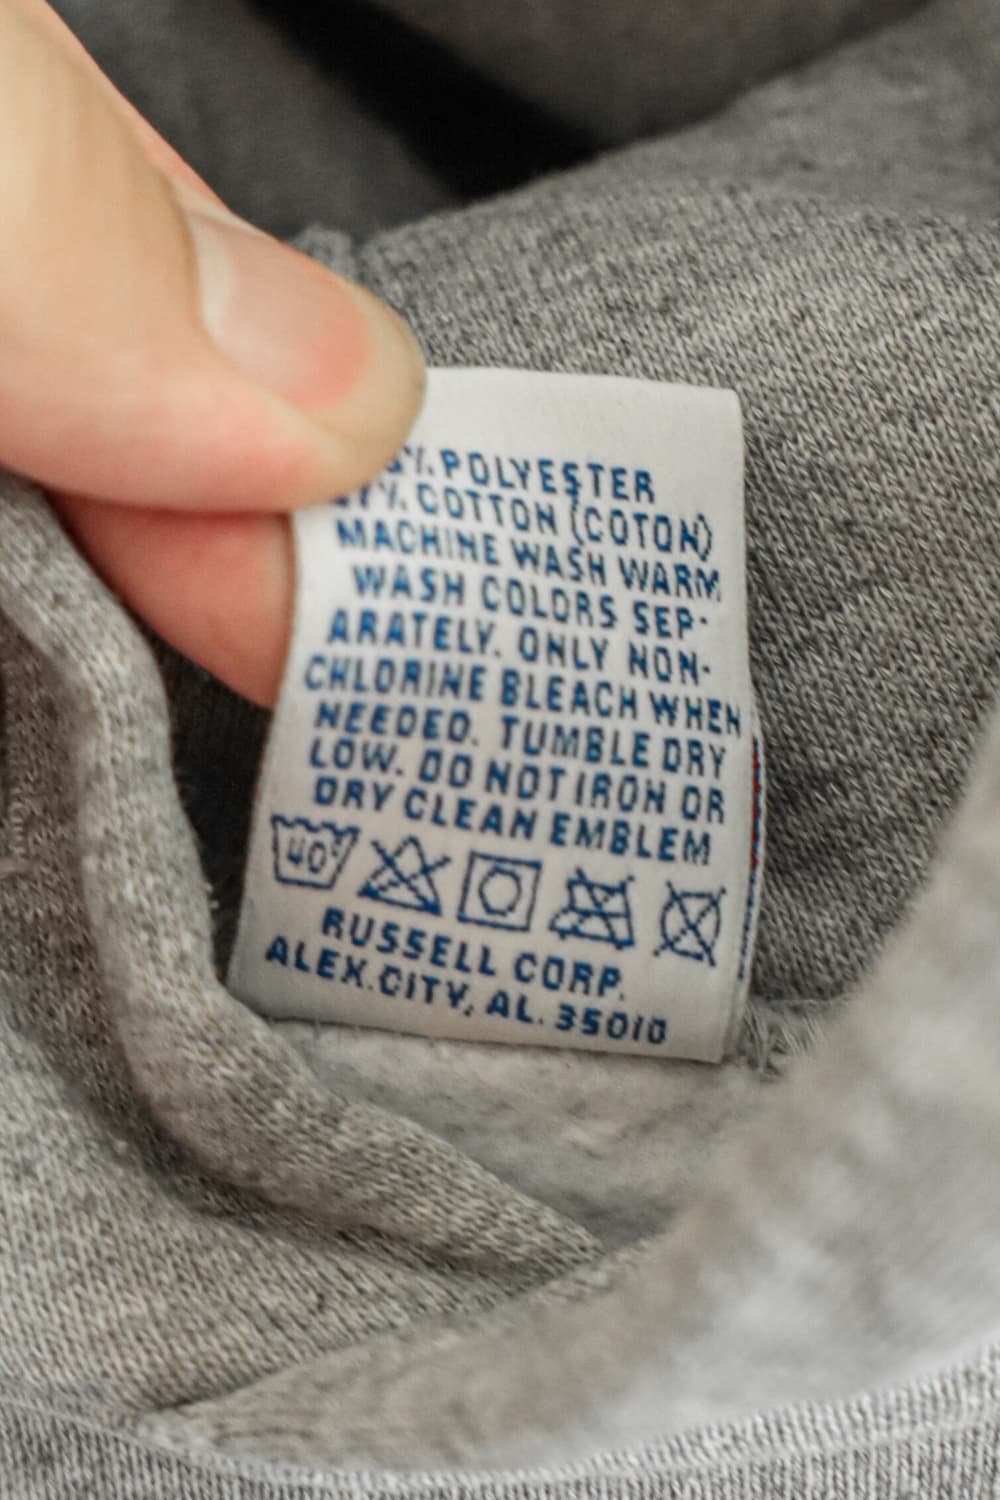 % POLYESTER
% COTTON (COTON)
MACHINE WASH WARM
WASH COLORS SEP-
ARATELY. ONLY NON-
CHLORINE BLEACH WHEN
NEEDED. TUMBLE DRY
LOW. DO NOT IRON OR
DRY CLEAN EMBLEM
40°
RUSSELL CORP.
ALEX.CITY, AL. 35010